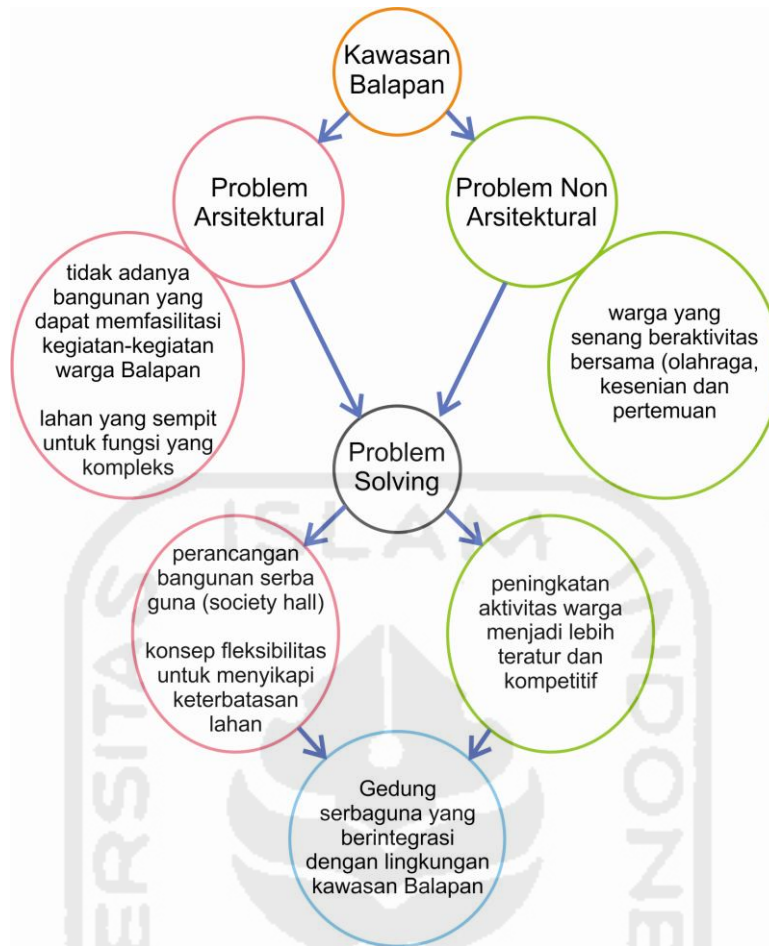 Kawasan
Balapan
Problem
Arsitektural
Problem Non
Arsitektural
tidak adanya
bangunan yang
dapat memfasilitasi
kegiatan-kegiatan
warga Balapan
lahan yang sempit
untuk fungsi yang
kompleks
warga yang
senang beraktivitas
bersama (olahraga,
kesenian dan
pertemuan
Problem
Solving
perancangan
bangunan serba
guna (society hall)
konsep fleksibilitas
untuk menyikapi
keterbatasan
lahan
peningkatan
aktivitas warga
menjadi lebih
teratur dan
kompetitif
Gedung
serbaguna yang
berintegrasi
dengan lingkungan
kawasan Balapan
ERSITAS
ISLAM
INDONE